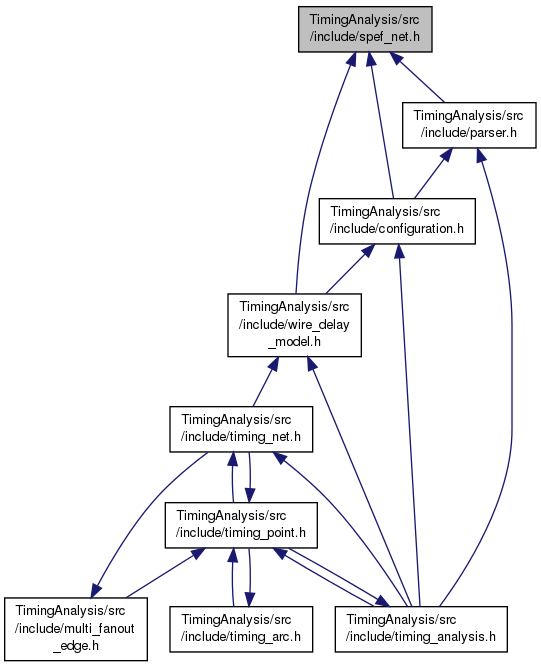 TimingAnalysis/src
/include/spef_net.h
TimingAnalysis/src
/include/parser.h
TimingAnalysis/src
/include/configuration.h
TimingAnalysis/src
/include/wire_delay
_model.h
TimingAnalysis/src
/include/timing_net.h
TimingAnalysis/src
/include/timing_point.h
TimingAnalysis/src
/include/multi_fanout
_edge.h
TimingAnalysis/src
/include/timing_arc.h
TimingAnalysis/src
/include/timing_analysis.h